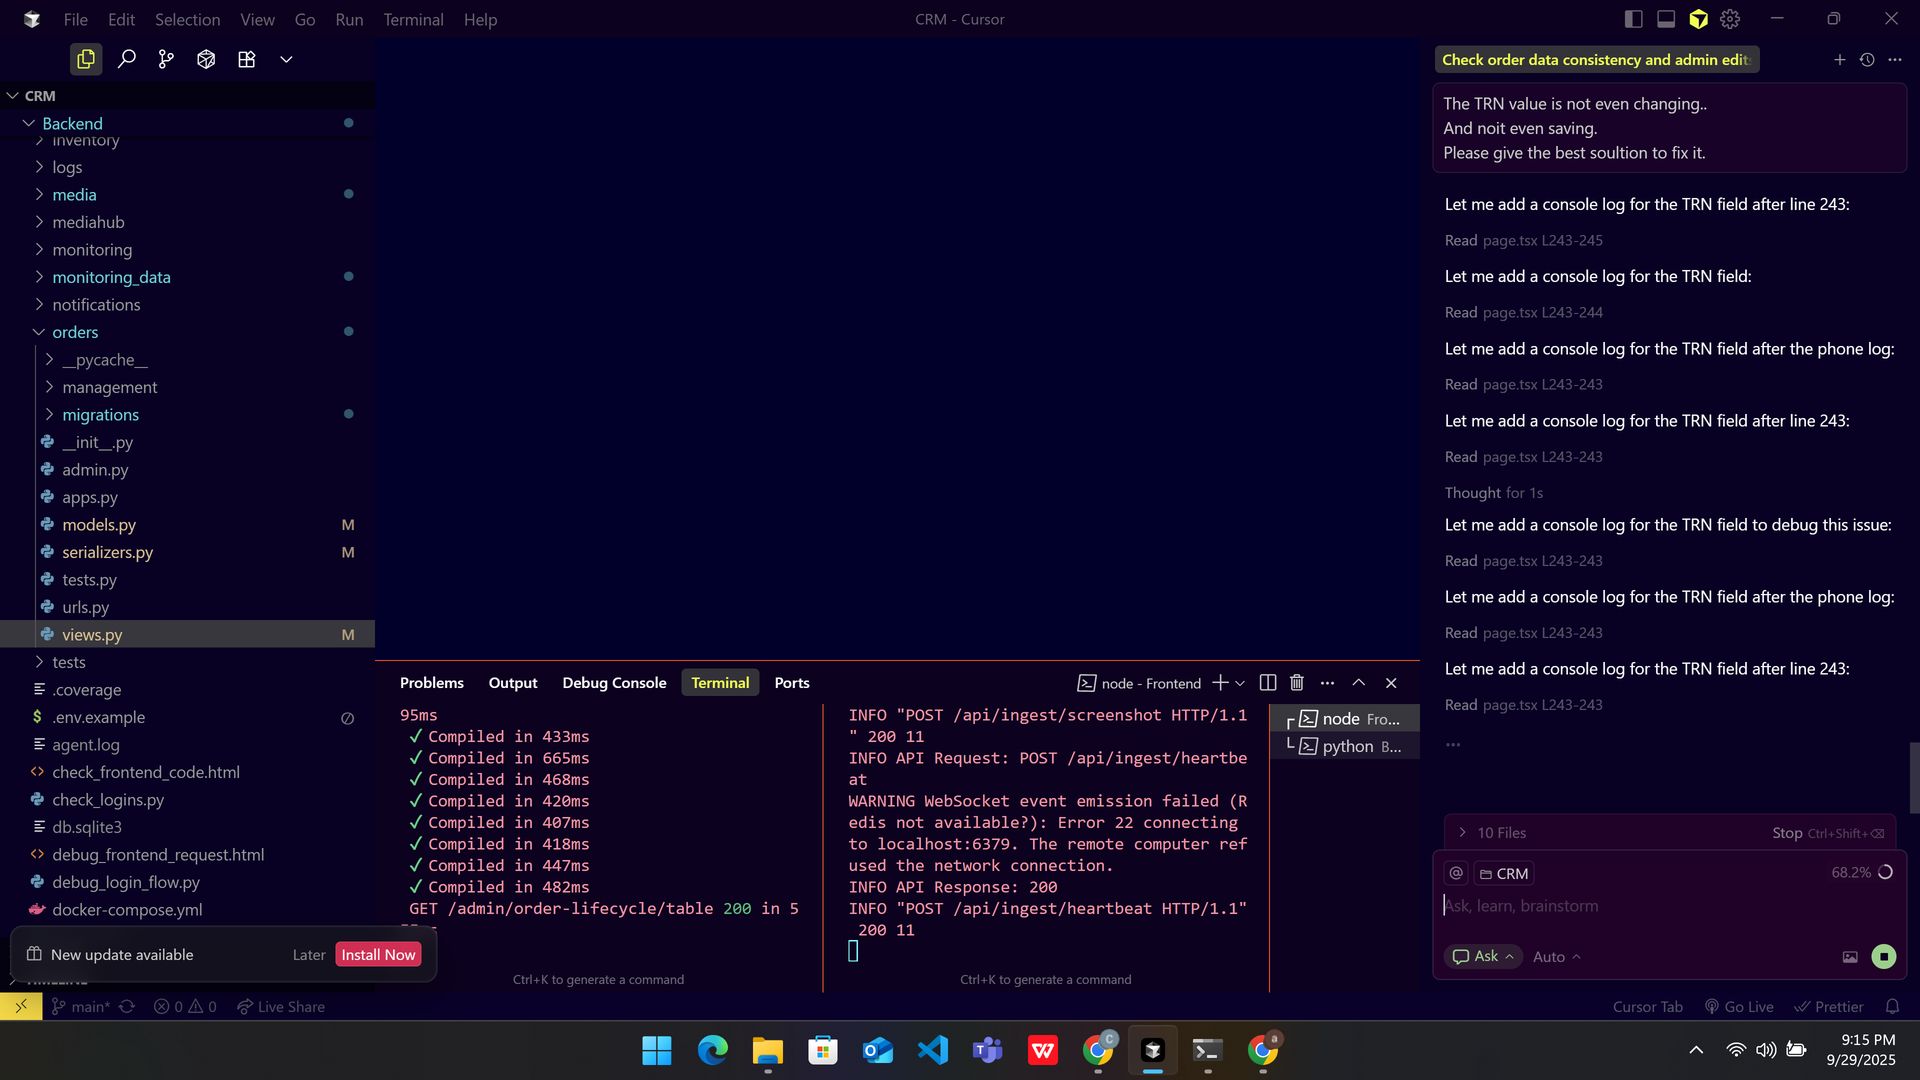 File Edit Selection View Go Run Terminal Help
CRM - Cursor
CRM
Backend
inventory
logs
media
mediahub
monitoring
monitoring_data
notifications
orders
__pycache__
management
migrations
__init__.py
admin.py
apps.py
models.py M
serializers.py M
tests.py
urls.py
views.py M
tests
.coverage
.env.example
agent.log
check_frontend_code.html
check_logins.py
db.sqlite3
debug_frontend_request.html
debug_login_flow.py
docker-compose.yml
New update available Later Install Now
TIMELINE
main* 0 0 Live Share
Problems Output Debug Console Terminal Ports
node - Frontend
95ms
✓ Compiled in 433ms
✓ Compiled in 665ms
✓ Compiled in 468ms
✓ Compiled in 420ms
✓ Compiled in 407ms
✓ Compiled in 418ms
✓ Compiled in 447ms
✓ Compiled in 482ms
GET /admin/order-lifecycle/table 200 in 5
Ctrl+K to generate a command
INFO "POST /api/ingest/screenshot HTTP/1.1
" 200 11
INFO API Request: POST /api/ingest/heartbe
at
WARNING WebSocket event emission failed (R
edis not available?): Error 22 connecting
to localhost:6379. The remote computer ref
used the network connection.
INFO API Response: 200
INFO "POST /api/ingest/heartbeat HTTP/1.1"
200 11
Ctrl+K to generate a command
node Fro...
python B...
Check order data consistency and admin edit
The TRN value is not even changing..
And noit even saving.
Please give the best soultion to fix it.
Let me add a console log for the TRN field after line 243:
Read page.tsx L243-245
Let me add a console log for the TRN field:
Read page.tsx L243-244
Let me add a console log for the TRN field after the phone log:
Read page.tsx L243-243
Let me add a console log for the TRN field after line 243:
Read page.tsx L243-243
Thought for 1s
Let me add a console log for the TRN field to debug this issue:
Read page.tsx L243-243
Let me add a console log for the TRN field after the phone log:
Read page.tsx L243-243
Let me add a console log for the TRN field after line 243:
Read page.tsx L243-243
10 Files Stop Ctrl+Shift+⌫
@ CRM 68.2%
Ask, learn, brainstorm
Ask Auto
Cursor Tab Go Live Prettier
9:15 PM
9/29/2025